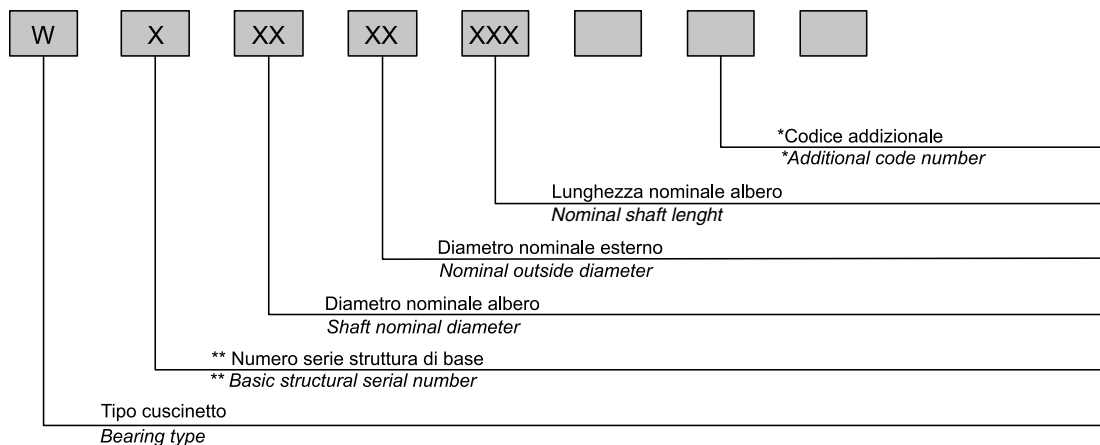 W X XX XX XXX
*Codice addizionale
*Additional code number
Lunghezza nominale albero
Nominal shaft lenght
Diametro nominale esterno
Nominal outside diameter
Diametro nominale albero
Shaft nominal diameter
** Numero serie struttura di base
** Basic structural serial number
Tipo cuscinetto
Bearing type